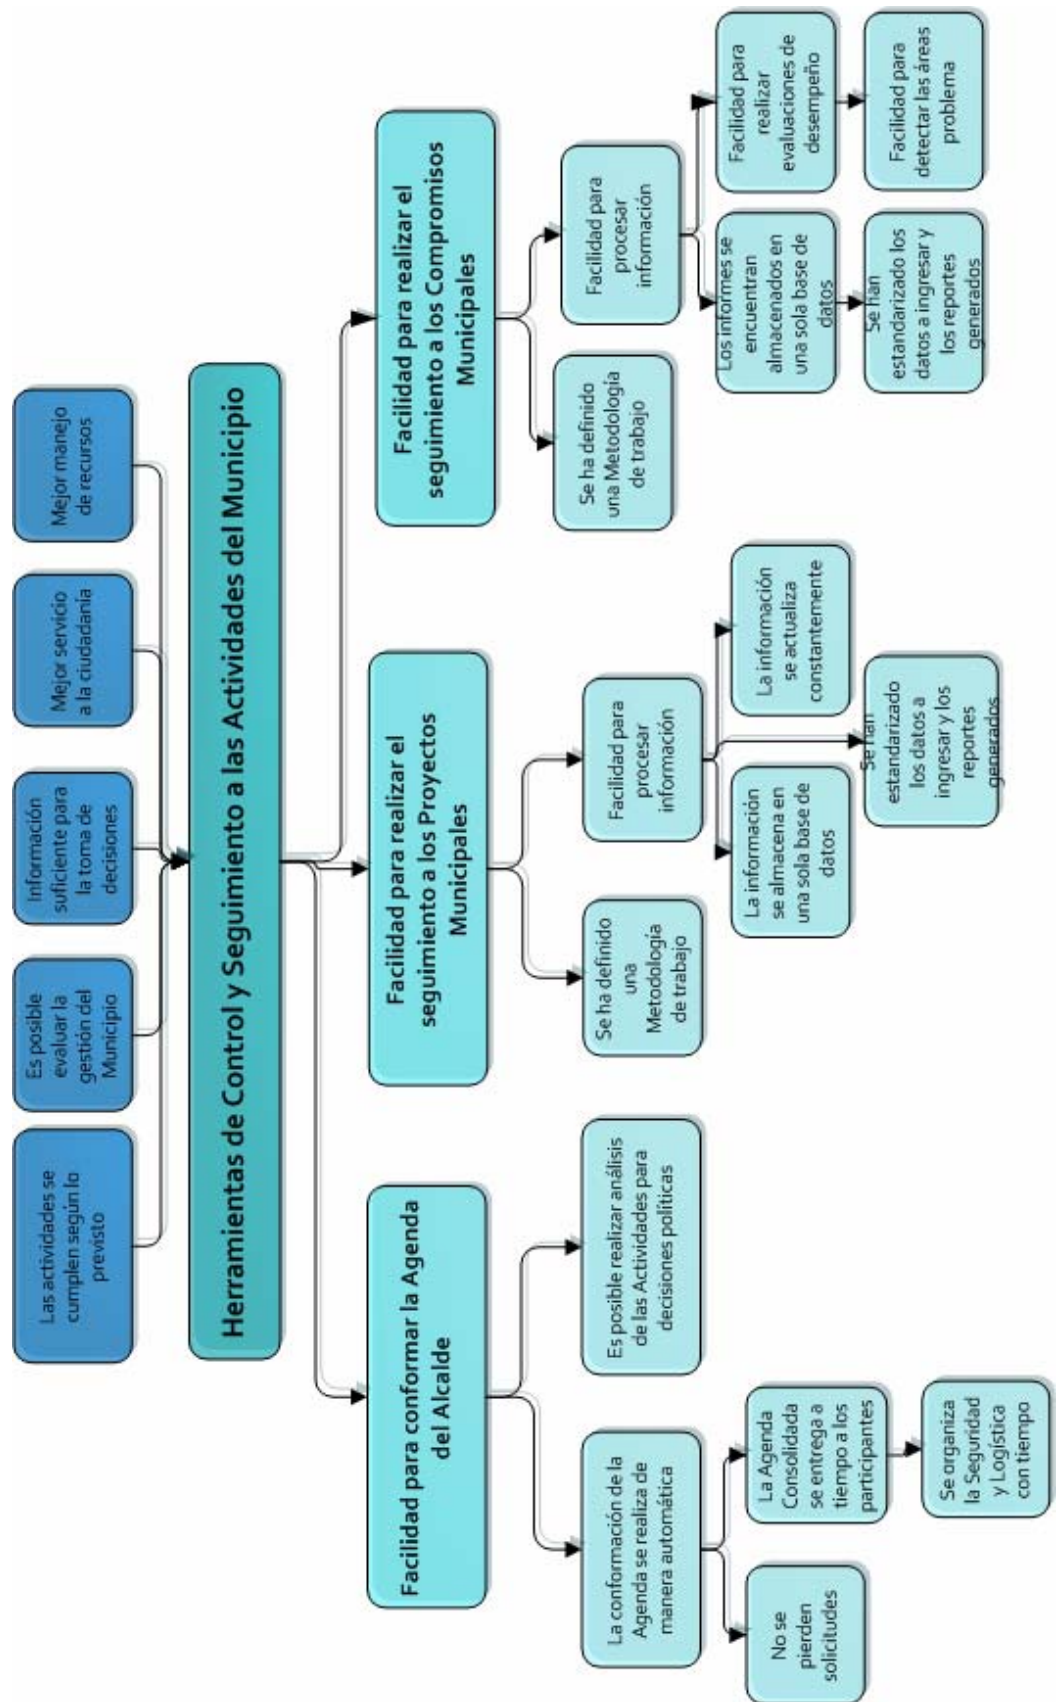 Las actividades se
cumplen según lo
previsto
Es posible
evaluar la
gestión del
Municipio
Información
suficiente para
la toma de
decisiones
Mejor servicio
a la ciudadanía
Mejor manejo
de recursos
Herramientas de Control y Seguimiento a las Actividades del Municipio
Facilidad para conformar la Agenda
del Alcalde
Facilidad para realizar el
seguimiento a los Proyectos
Municipales
Facilidad para realizar el
seguimiento a los Compromisos
Municipales
La conformación de la
Agenda se realiza de
manera automática
Es posible realizar análisis
de las Actividades para
decisiones políticas
Se ha definido
una
Metodología
de trabajo
Facilidad para
procesar
información
Se ha definido
una Metodología
de trabajo
Facilidad para
procesar
información
No se
pierden
solicitudes
La Agenda
Consolidada
se entrega a
tiempo a los
participantes
La información
se almacena en
una sola base de
datos
La información
se actualiza
constantemente
Los informes se
encuentran
almacenados en
una sola base de
datos
Facilidad para
realizar
evaluaciones de
desempeño
Se organiza
la Seguridad
y Logística
con tiempo
Se han
estandarizado
los datos a
ingresar y los
reportes
generados
Se han
estandarizado los
datos a ingresar y
los reportes
generados
Facilidad para
detectar las áreas
problema